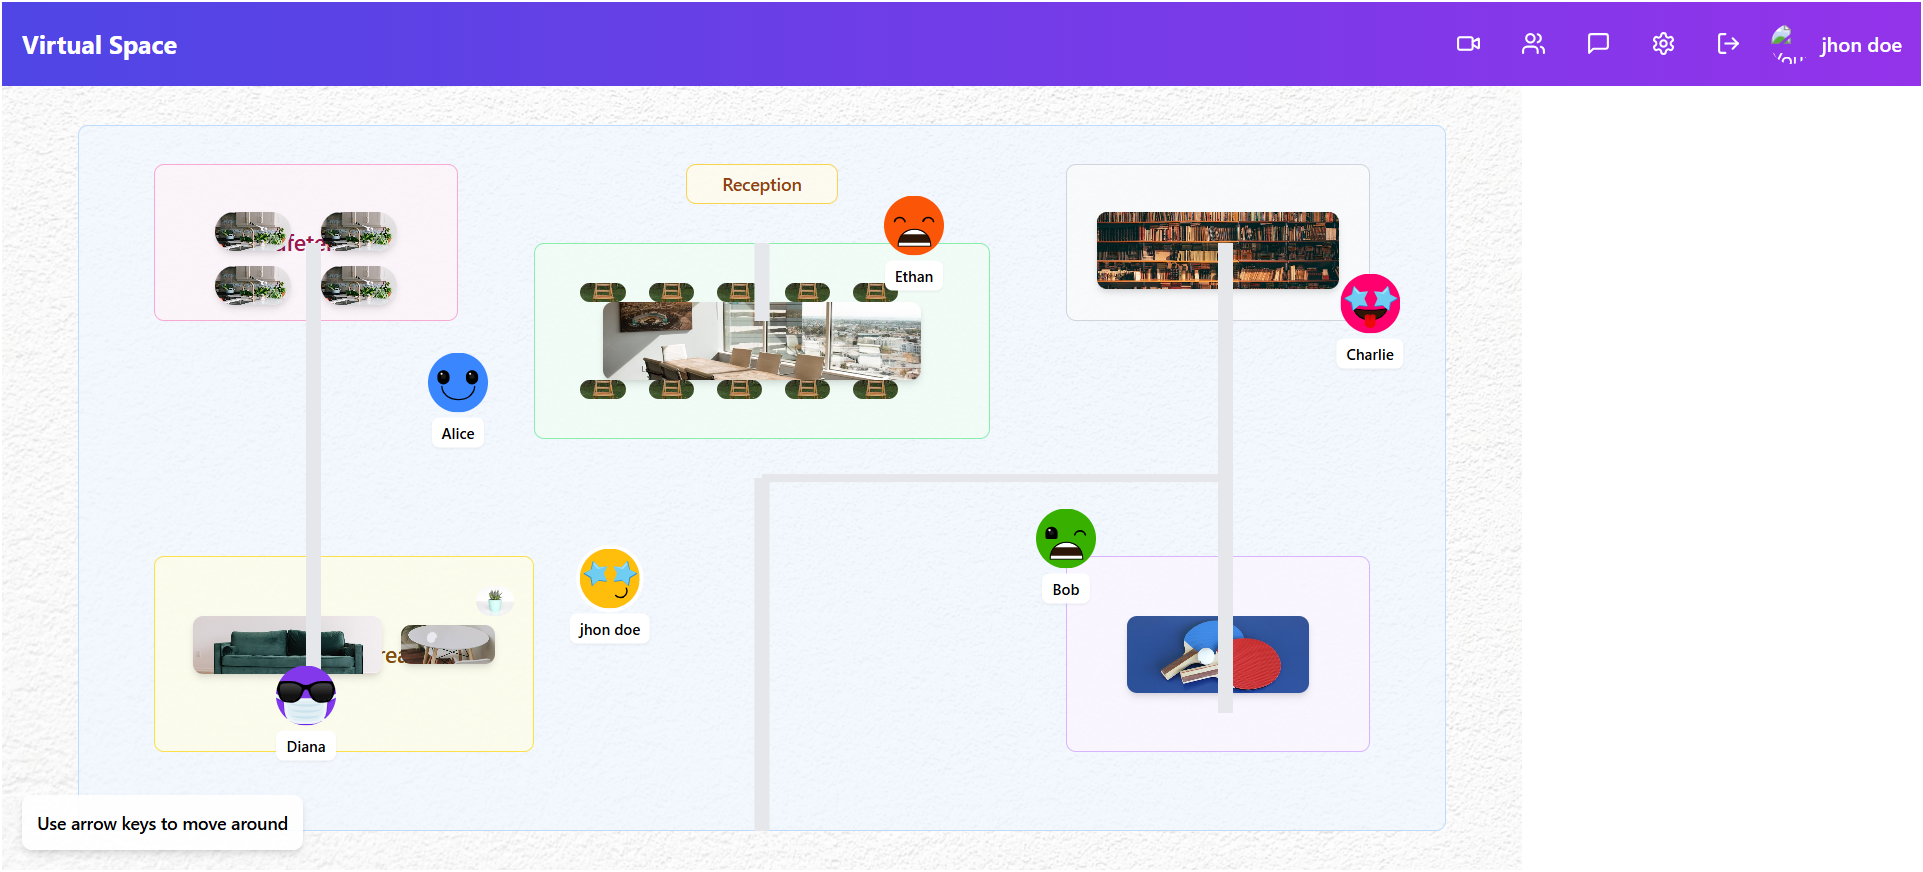 Virtual Space
jhon doe
Reception
Ethan
Charlie
Alice
Bob
jhon doe
Diana
Use arrow keys to move around